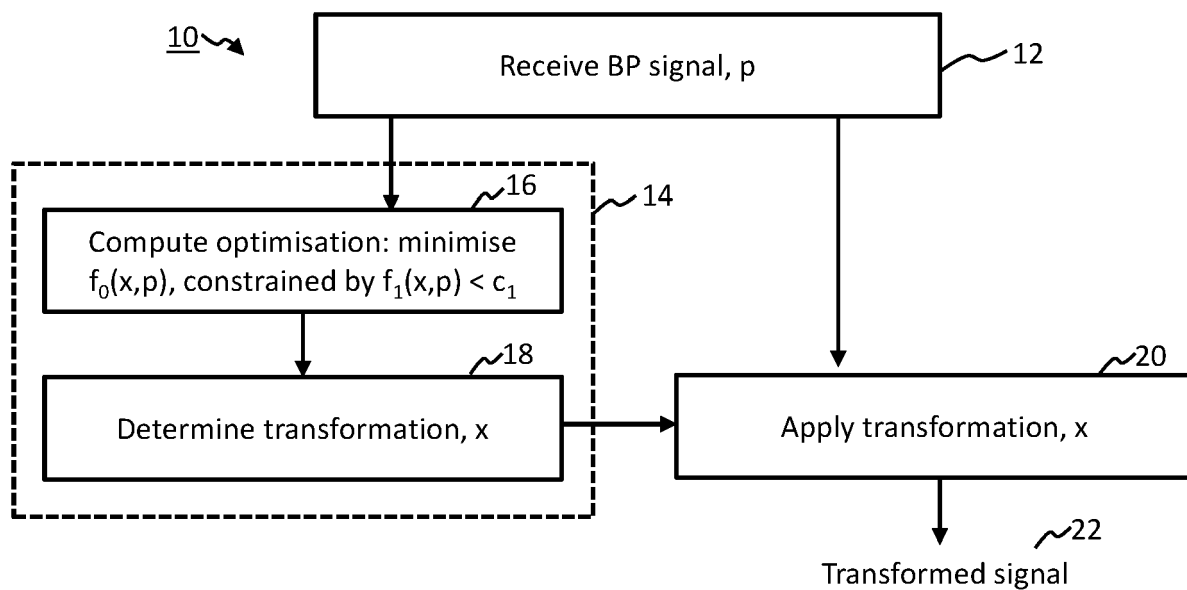 10
Receive BP signal, p
12
16
14
Compute optimisation: minimise
f₀(x,p), constrained by f₁(x,p) < c₁
18
20
Determine transformation, x
Apply transformation, x
22
Transformed signal